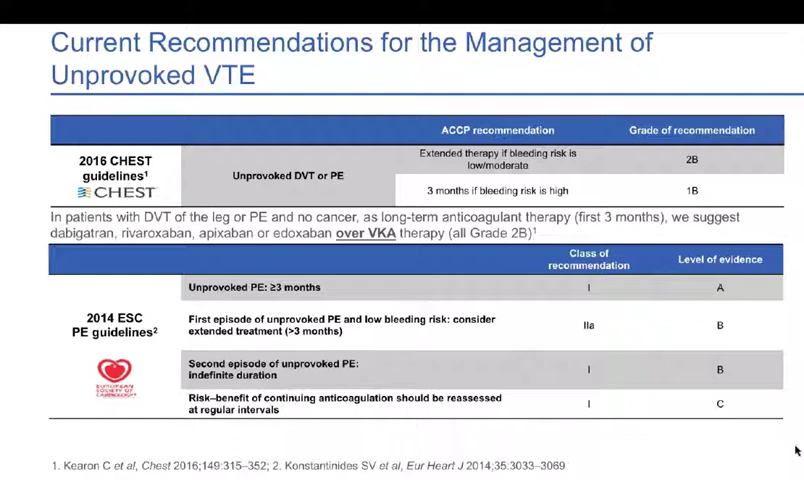 Current Recommendations for the Management of
Unprovoked VTE
ACCP recommendation Grade of recommendation
2016 CHEST
guidelines¹
CHEST
Unprovoked DVT or PE
Extended therapy if bleeding risk is
low/moderate
2B
3 months if bleeding risk is high
1B
In patients with DVT of the leg or PE and no cancer, as long-term anticoagulant therapy (first 3 months), we suggest
dabigatran, rivaroxaban, apixaban or edoxaban over VKA therapy (all Grade 2B)¹
Class of
recommendation
Level of evidence
2014 ESC
PE guidelines²
EUROPEAN
SOCIETY OF
CARDIOLOGY
Unprovoked PE: ≥3 months I A
First episode of unprovoked PE and low bleeding risk: consider
extended treatment (>3 months)
IIa B
Second episode of unprovoked PE:
indefinite duration
I B
Risk–benefit of continuing anticoagulation should be reassessed
at regular intervals
I C
1. Kearon C et al, Chest 2016;149:315–352; 2. Konstantinides SV et al, Eur Heart J 2014;35:3033–3069